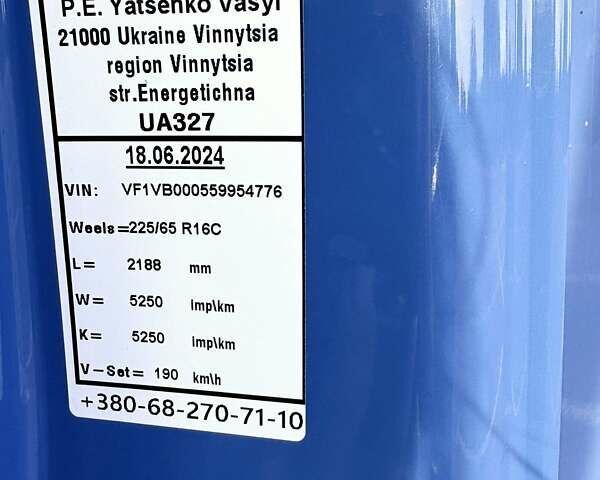 P.E. Yatsenko Vasyl
21000 Ukraine Vinnytsia
region Vinnytsia
str.Energetichna
UA327
18.06.2024
VIN: VF1VB000559954776
Weels=225/65 R16C
L= 2188 mm
W= 5250 Imp\km
K= 5250 Imp\km
V-Set= 190 km\h
+380-68-270-71-10